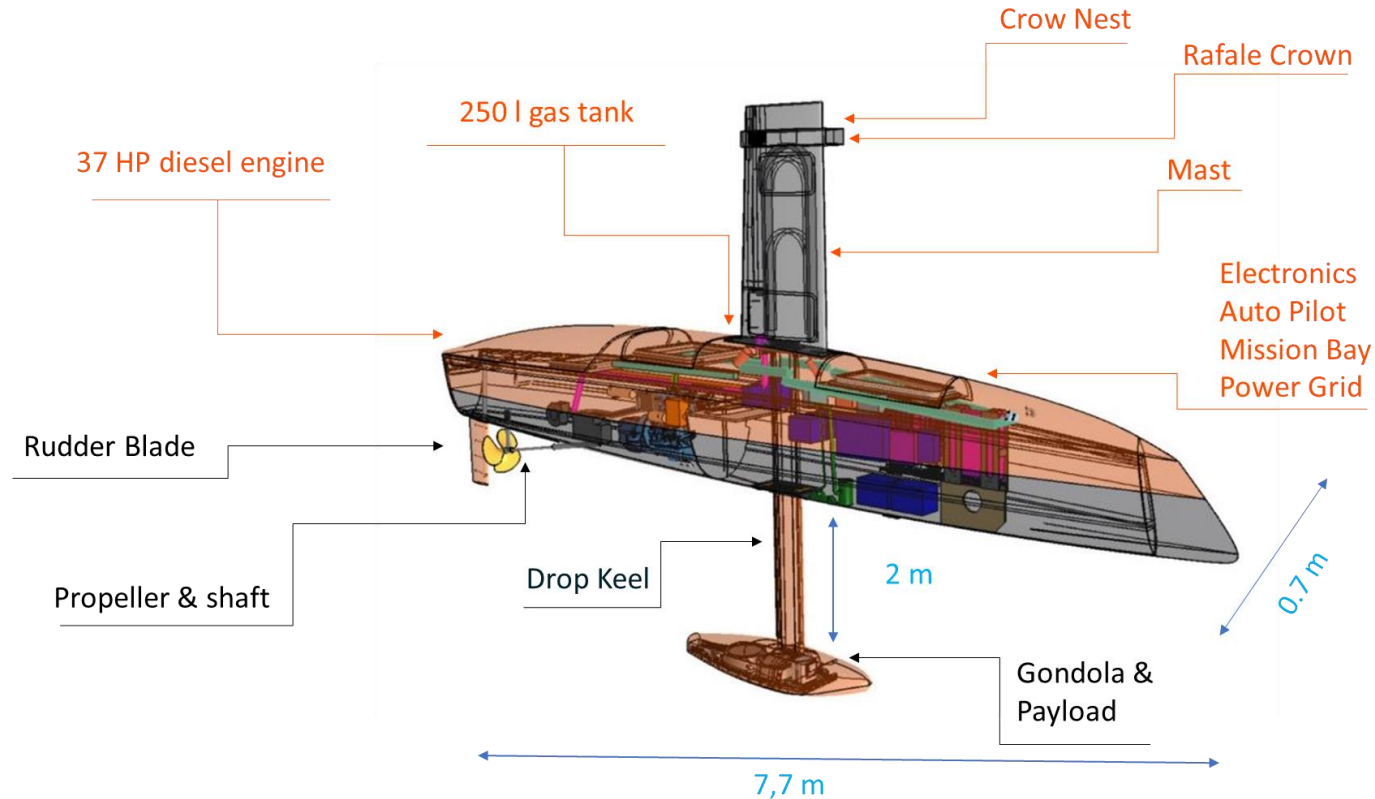 Crow Nest
Rafale Crown
250 l gas tank
37 HP diesel engine
Mast
Electronics
Auto Pilot
Mission Bay
Power Grid
Rudder Blade
Drop Keel
2 m
0.7 m
Propeller & shaft
Gondola &
Payload
7,7 m